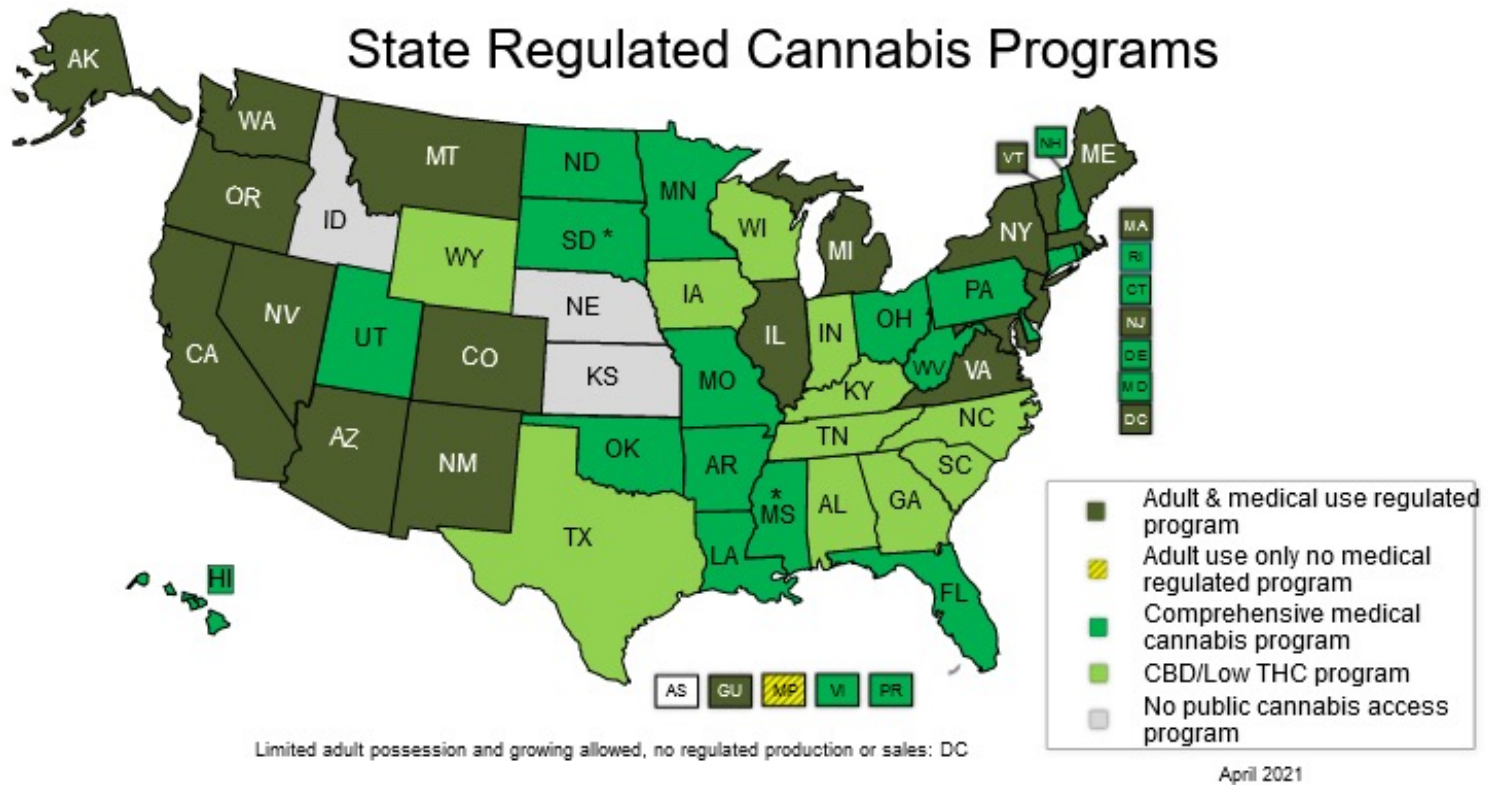 State Regulated Cannabis Programs
AK
WA
OR
CA
NV
ID
MT
WY
UT
CO
AZ
NM
ND
SD *
NE
KS
OK
TX
MN
IA
MO
AR
LA
WI
IL
MI
IN
OH
KY
TN
*
MS
AL
GA
FL
SC
NC
VA
WV
PA
NY
VT
NH
ME
MA
RI
CT
NJ
DE
MD
DC
HI
AS
GU
MP
VI
PR
Adult & medical use regulated
program
Adult use only no medical
regulated program
Comprehensive medical
cannabis program
CBD/Low THC program
No public cannabis access
program
Limited adult possession and growing allowed, no regulated production or sales: DC
April 2021